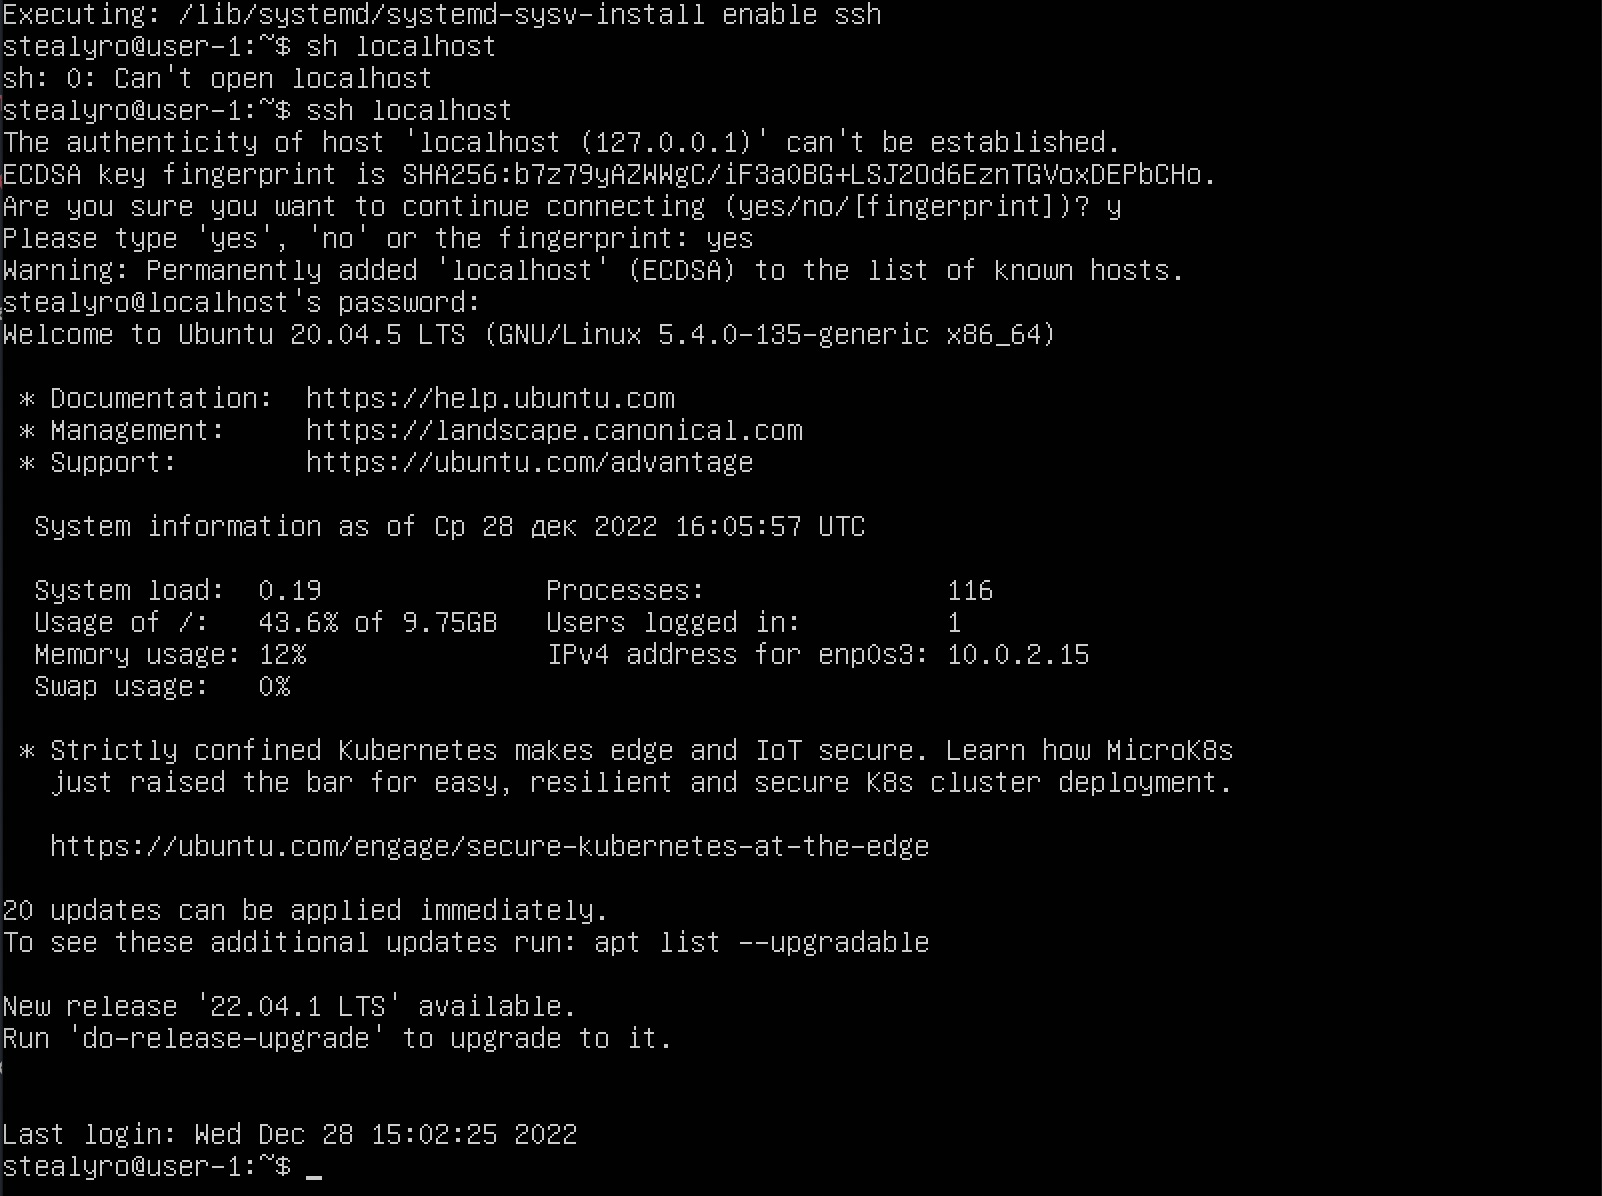 Executing: /lib/systemd/systemd-sysv-install enable ssh
stealyro@user-1:~$ sh localhost
sh: 0: Can't open localhost
stealyro@user-1:~$ ssh localhost
The authenticity of host 'localhost (127.0.0.1)' can't be established.
ECDSA key fingerprint is SHA256:b7z79yAZWWgC/iF3a0BG+LSJ2Od6EznTGVoxDEPbCHo.
Are you sure you want to continue connecting (yes/no/[fingerprint])? y
Please type 'yes', 'no' or the fingerprint: yes
Warning: Permanently added 'localhost' (ECDSA) to the list of known hosts.
stealyro@localhost's password:
Welcome to Ubuntu 20.04.5 LTS (GNU/Linux 5.4.0-135-generic x86_64)
* Documentation:  https://help.ubuntu.com
* Management:     https://landscape.canonical.com
* Support:        https://ubuntu.com/advantage
System information as of Ср 28 дек 2022 16:05:57 UTC
System load:  0.19              Processes:               116
Usage of /:   43.6% of 9.75GB   Users logged in:         1
Memory usage: 12%               IPv4 address for enp0s3: 10.0.2.15
Swap usage:   0%
* Strictly confined Kubernetes makes edge and IoT secure. Learn how MicroK8s
just raised the bar for easy, resilient and secure K8s cluster deployment.
https://ubuntu.com/engage/secure-kubernetes-at-the-edge
20 updates can be applied immediately.
To see these additional updates run: apt list --upgradable
New release '22.04.1 LTS' available.
Run 'do-release-upgrade' to upgrade to it.
Last login: Wed Dec 28 15:02:25 2022
stealyro@user-1:~$ _